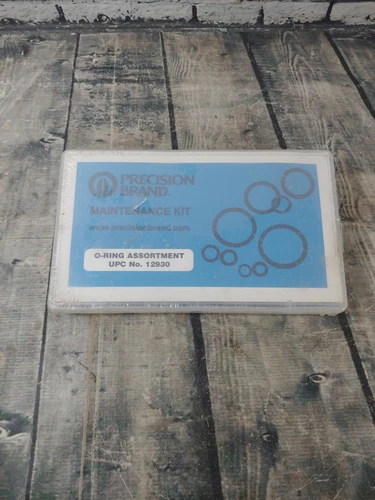 PRECISION
BRAND.
MAINTENANCE KIT
www.precisionbrand.com
O-RING ASSORTMENT
UPC No. 12930